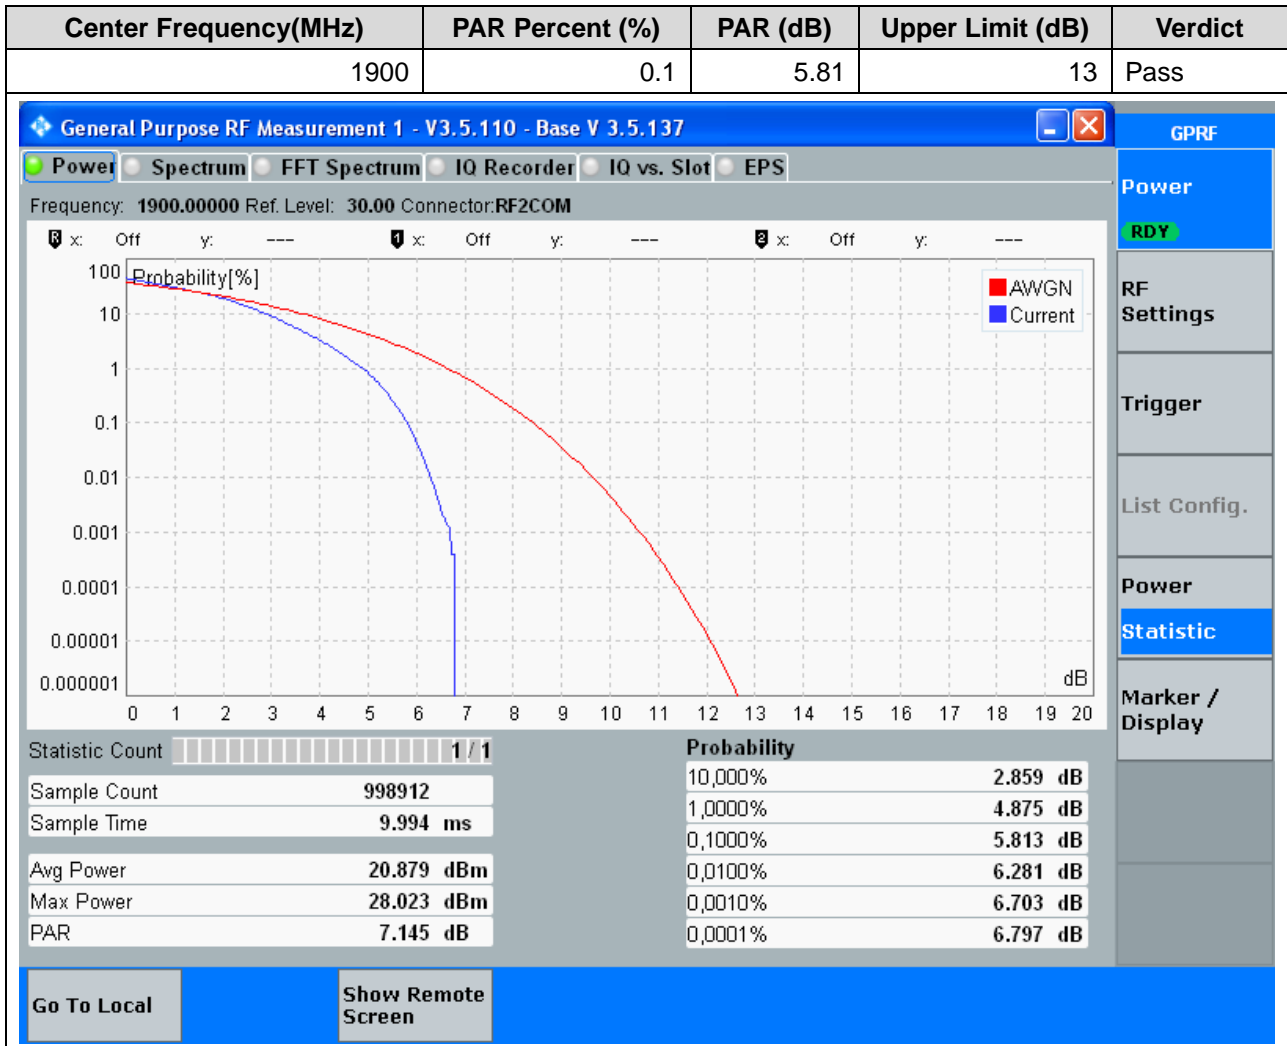 Center Frequency(MHz) PAR Percent (%) PAR (dB) Upper Limit (dB) Verdict
1900 0.1 5.81 13 Pass
General Purpose RF Measurement 1 - V3.5.110 - Base V 3.5.137
GPRF
Power Spectrum FFT Spectrum IQ Recorder IQ vs. Slot EPS
Frequency: 1900.00000 Ref. Level: 30.00 Connector:RF2COM
R x: Off y: --- 1 x: Off y: --- 2 x: Off y: ---
Probability[%]
AWGN
Current
100
10
1
0.1
0.01
0.001
0.0001
0.00001
0.000001
dB
0 1 2 3 4 5 6 7 8 9 10 11 12 13 14 15 16 17 18 19 20
Statistic Count 1 / 1
Sample Count 998912
Sample Time 9.994 ms
Avg Power 20.879 dBm
Max Power 28.023 dBm
PAR 7.145 dB
Probability
10,000% 2.859 dB
1,0000% 4.875 dB
0,1000% 5.813 dB
0,0100% 6.281 dB
0,0010% 6.703 dB
0,0001% 6.797 dB
Power
RDY
RF
Settings
Trigger
List Config.
Power
Statistic
Marker /
Display
Go To Local
Show Remote
Screen